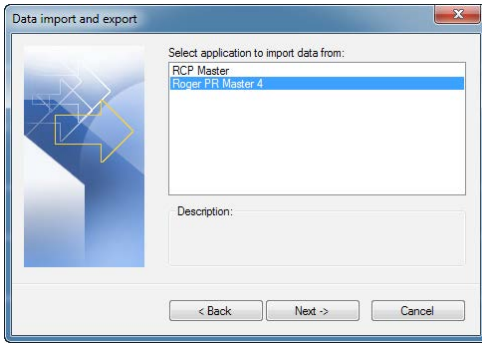 Data import and export
Select application to import data from:
RCP Master
Roger PR Master 4
Description:
< Back
Next ->
Cancel